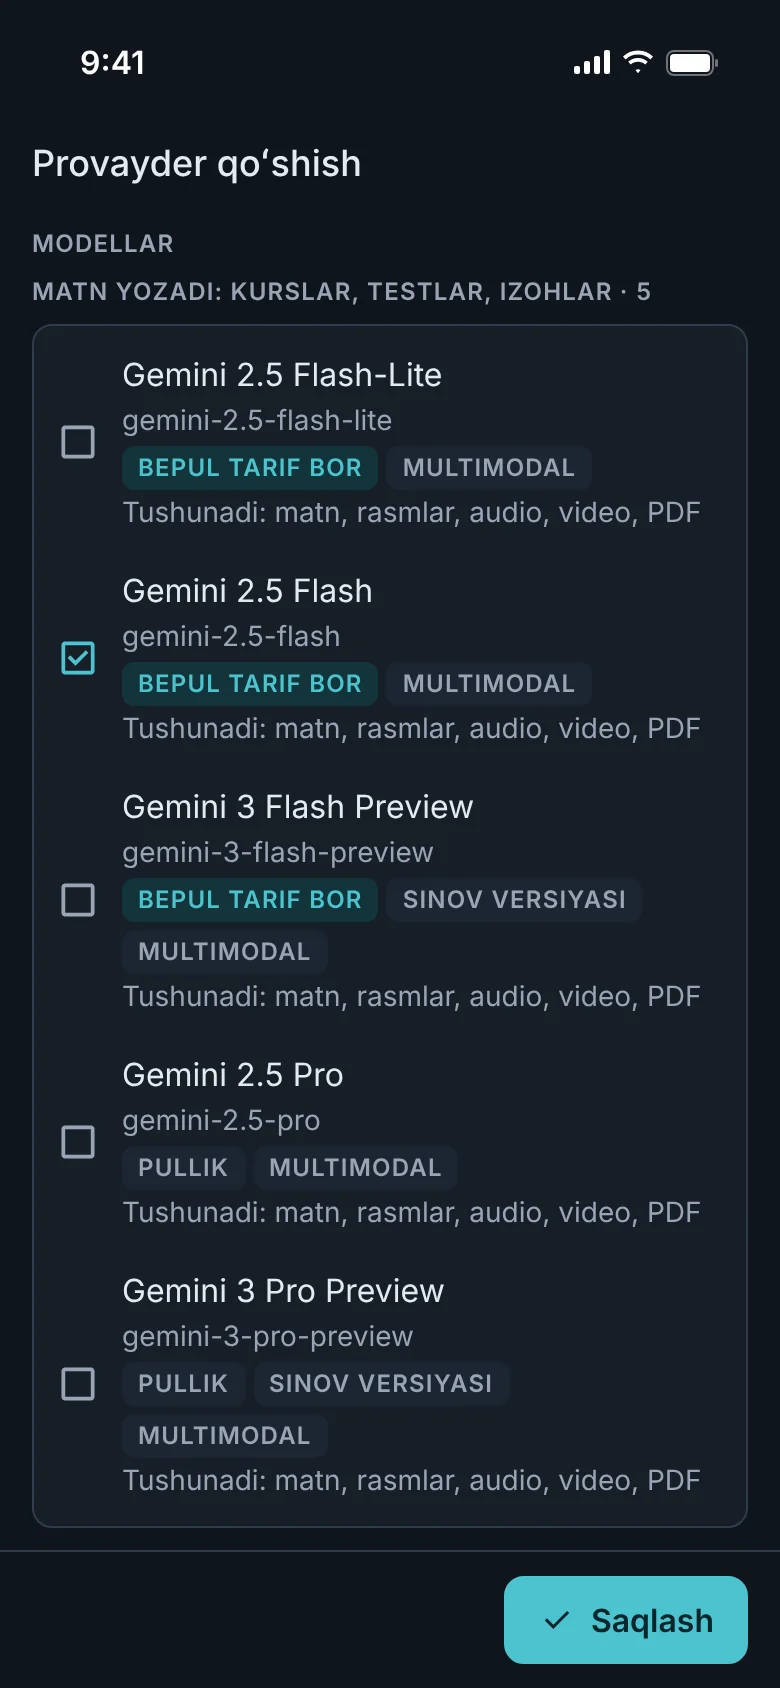 9:41
Provayder qoʻshish
MODELLAR
MATN YOZADI: KURSLAR, TESTLAR, IZOHLAR · 5
Gemini 2.5 Flash-Lite
gemini-2.5-flash-lite
BEPUL TARIF BOR MULTIMODAL
Tushunadi: matn, rasmlar, audio, video, PDF
Gemini 2.5 Flash
gemini-2.5-flash
BEPUL TARIF BOR MULTIMODAL
Tushunadi: matn, rasmlar, audio, video, PDF
Gemini 3 Flash Preview
gemini-3-flash-preview
BEPUL TARIF BOR SINOV VERSIYASI
MULTIMODAL
Tushunadi: matn, rasmlar, audio, video, PDF
Gemini 2.5 Pro
gemini-2.5-pro
PULLIK MULTIMODAL
Tushunadi: matn, rasmlar, audio, video, PDF
Gemini 3 Pro Preview
gemini-3-pro-preview
PULLIK SINOV VERSIYASI
MULTIMODAL
Tushunadi: matn, rasmlar, audio, video, PDF
Saqlash